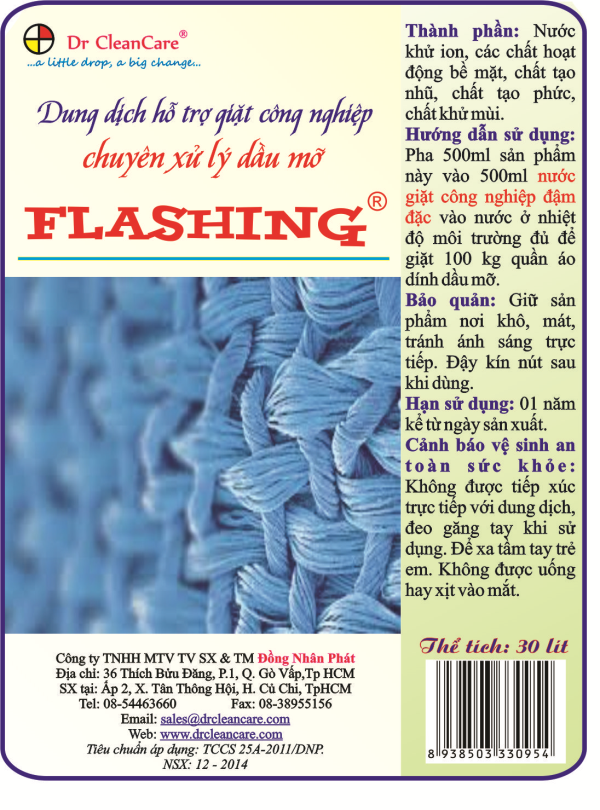 Dr CleanCare®
...a little drop, a big change...
Dung dịch hỗ trợ giặt công nghiệp
chuyên xử lý dầu mỡ
FLASHING®
Công ty TNHH MTV TV SX & TM Đồng Nhân Phát
Địa chỉ: 36 Thích Bửu Đăng, P.1, Q. Gò Vấp,Tp HCM
SX tại: Ấp 2, X. Tân Thông Hội, H. Củ Chi, TpHCM
Tel: 08-54463660 Fax: 08-38955156
Email: sales@drcleancare.com
Web: www.drcleancare.com
Tiêu chuẩn áp dụng: TCCS 25A-2011/DNP.
NSX: 12 - 2014
Thành phần: Nước
khử ion, các chất hoạt
động bề mặt, chất tạo
nhũ, chất tạo phức,
chất khử mùi.
Hướng dẫn sử dụng:
Pha 500ml sản phẩm
này vào 500ml nước
giặt công nghiệp đậm
đặc vào nước ở nhiệt
độ môi trường đủ để
giặt 100 kg quần áo
dính dầu mỡ.
Bảo quản: Giữ sản
phẩm nơi khô, mát,
tránh ánh sáng trực
tiếp. Đậy kín nút sau
khi dùng.
Hạn sử dụng: 01 năm
kể từ ngày sản xuất.
Cảnh báo vệ sinh an
toàn sức khỏe:
Không được tiếp xúc
trực tiếp với dung dịch,
đeo găng tay khi sử
dụng. Để xa tầm tay trẻ
em. Không được uống
hay xịt vào mắt.
Thể tích: 30 lít
8 938503 330954